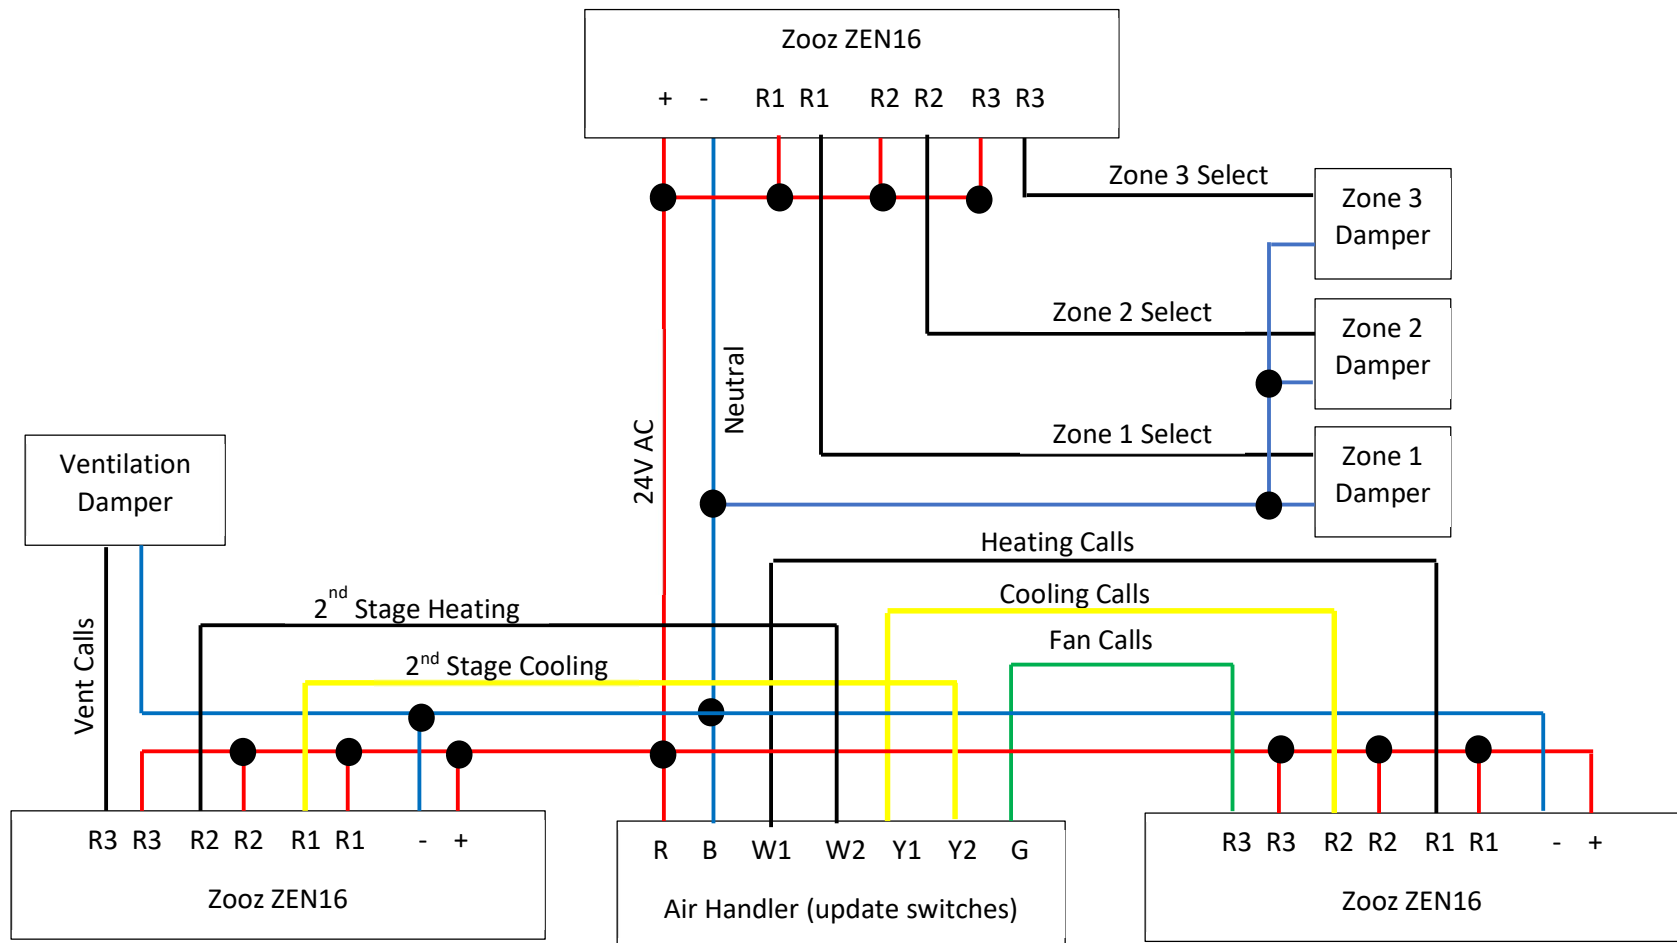 Zooz ZEN16
+ - R1 R1 R2 R2 R3 R3
Zone 3 Select
Zone 3
Damper
Zone 2 Select
Zone 2
Damper
24V AC
Neutral
Zone 1 Select
Zone 1
Damper
Ventilation
Damper
Heating Calls
Cooling Calls
Fan Calls
2nd Stage Heating
2nd Stage Cooling
Vent Calls
R3 R3 R2 R2 R1 R1 - +
Zooz ZEN16
R B W1 W2 Y1 Y2 G
Air Handler (update switches)
R3 R3 R2 R2 R1 R1 - +
Zooz ZEN16